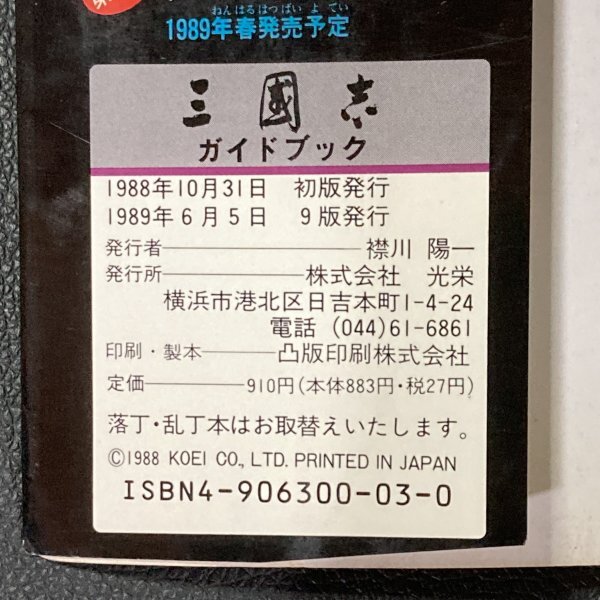 ねんはるはつばいよてい
1989年春発売予定
三國志
ガイドブック
1988年10月31日 初版発行
1989年6月5日 9版発行
発行者 襟川 陽一
発行所 株式会社 光栄
横浜市港北区日吉本町1-4-24
電話 (044)61-6861
印刷・製本 凸版印刷株式会社
定価 910円(本体883円・税27円)
落丁・乱丁本はお取替えいたします。
©1988 KOEI CO., LTD. PRINTED IN JAPAN
ISBN4-906300-03-0